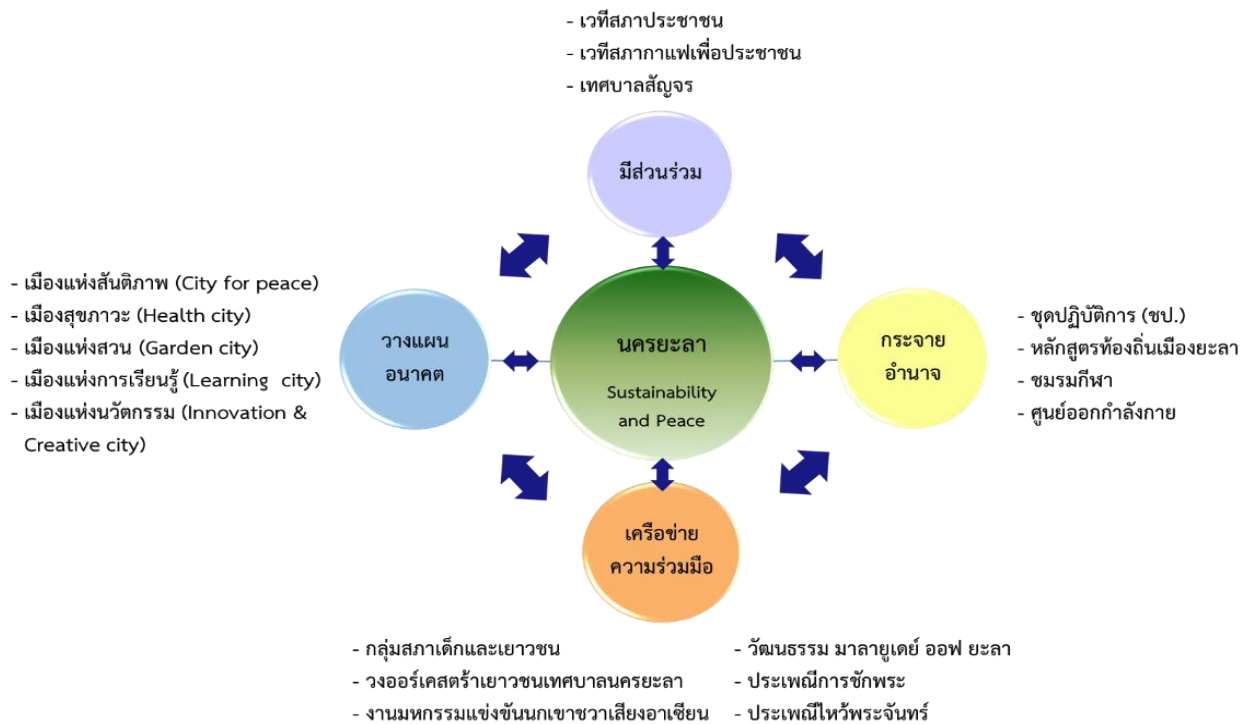 - เวทีสภาประชาชน
- เวทีสภากาแฟเพื่อประชาชน
- เทศบาลสัญจร
มีส่วนร่วม
- เมืองแห่งสันติภาพ (City for peace)
- เมืองสุขภาวะ (Health city)
- เมืองแห่งสวน (Garden city)
- เมืองแห่งการเรียนรู้ (Learning city)
- เมืองแห่งนวัตกรรม (Innovation &
Creative city)
วางแผน
อนาคต
นครยะลา
Sustainability
and Peace
กระจาย
อำนาจ
- ชุดปฏิบัติการ (ชป.)
- หลักสูตรท้องถิ่นเมืองยะลา
- ชมรมกีฬา
- ศูนย์ออกกำลังกาย
เครือข่าย
ความร่วมมือ
- กลุ่มสภาเด็กและเยาวชน
- วงออร์เคสตร้าเยาวชนเทศบาลนครยะลา
- งานมหกรรมแข่งขันนกเขาชวาเสียงอาเซียน
- วัฒนธรรม มาลายูเดย์ ออฟ ยะลา
- ประเพณีการชักพระ
- ประเพณีไหว้พระจันทร์